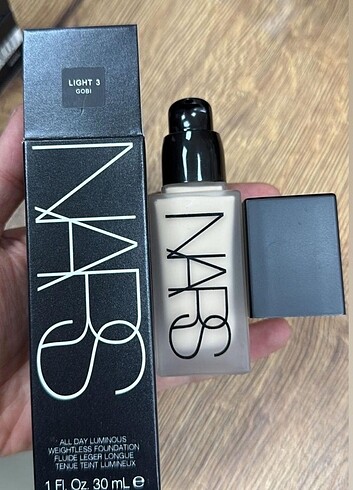 LIGHT 3
GOBI
NARS
ALL DAY LUMINOUS
WEIGHTLESS FOUNDATION
FLUIDE LEGER LONGUE
TENUE TEINT LUMINEUX
1 Fl. Oz. 30 mL ℮
NARS